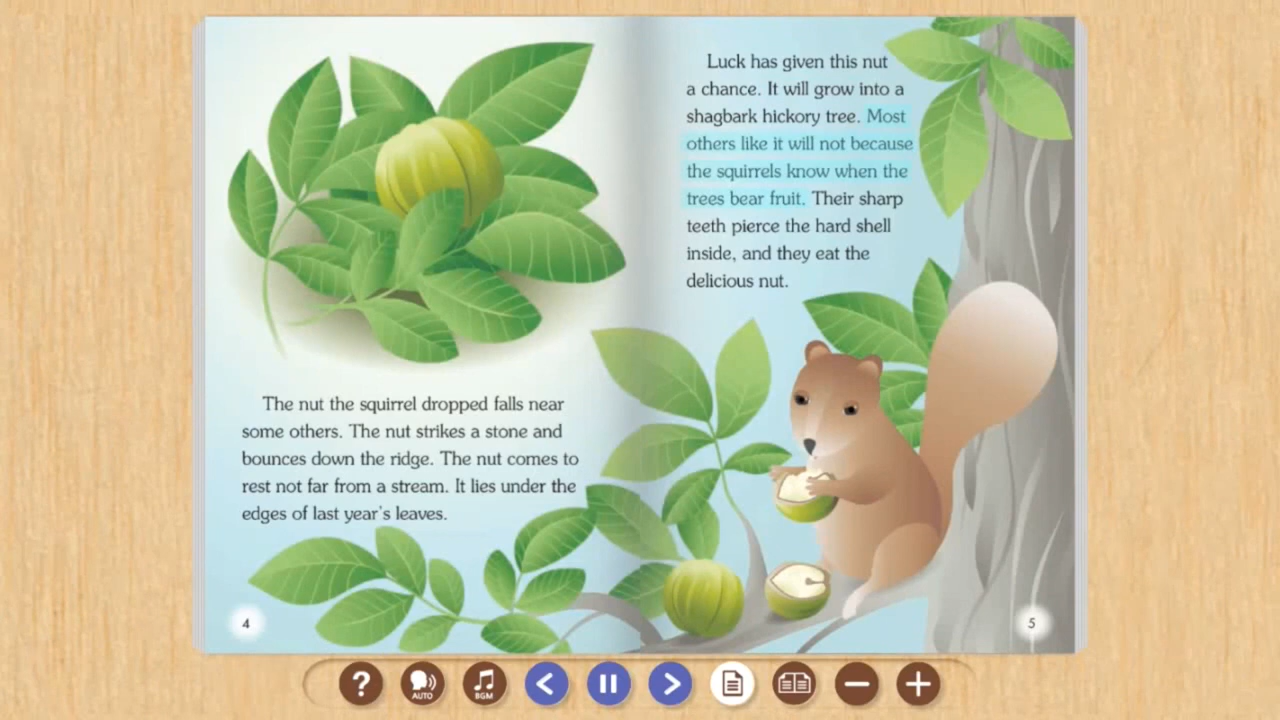 The nut the squirrel dropped falls near
some others. The nut strikes a stone and
bounces down the ridge. The nut comes to
rest not far from a stream. It lies under the
edges of last year's leaves.
4
Luck has given this nut
a chance. It will grow into a
shagbark hickory tree. Most
others like it will not because
the squirrels know when the
trees bear fruit. Their sharp
teeth pierce the hard shell
inside, and they eat the
delicious nut.
5
?
AUTO
BGM